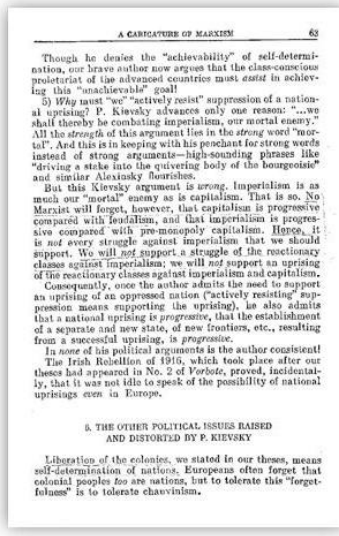 A CARICATURE OF MARXISM 63
Though he denies the "achievability" of self-determi-
nation, our brave author now argues that the class-conscious
proletariat of the advanced countries must assist in achiev-
ing this "unachievable" goal!
5) Why must "we" "actively resist" suppression of a nation-
al uprising? P. Kievsky advances only one reason: "...we
shall thereby be combating imperialism, our mortal enemy."
All the strength of this argument lies in the strong word "mor-
tal". And this is in keeping with his penchant for strong words
instead of strong arguments—high-sounding phrases like
"driving a stake into the quivering body of the bourgeoisie"
and similar Alexinsky flourishes.
But this Kievsky argument is wrong. Imperialism is as
much our "mortal" enemy as is capitalism. That is so. No
Marxist will forget, however, that capitalism is progressive
compared with feudalism, and that imperialism is progres-
sive compared with pre-monopoly capitalism. Hence, it
is not every struggle against imperialism that we should
support. We will not support a struggle of the reactionary
classes against imperialism; we will not support an uprising
of the reactionary classes against imperialism and capitalism.
Consequently, once the author admits the need to support
an uprising of an oppressed nation ("actively resisting" sup-
pression means supporting the uprising), he also admits
that a national uprising is progressive, that the establishment
of a separate and new state, of new frontiers, etc., resulting
from a successful uprising, is progressive.
In none of his political arguments is the author consistent!
The Irish Rebellion of 1916, which took place after our
theses had appeared in No. 2 of Vorbote, proved, incidental-
ly, that it was not idle to speak of the possibility of national
uprisings even in Europe.
6. THE OTHER POLITICAL ISSUES RAISED
AND DISTORTED BY P. KIEVSKY
Liberation of the colonies, we stated in our theses, means
self-determination of nations. Europeans often forget that
colonial peoples too are nations, but to tolerate this "forget-
fulness" is to tolerate chauvinism.